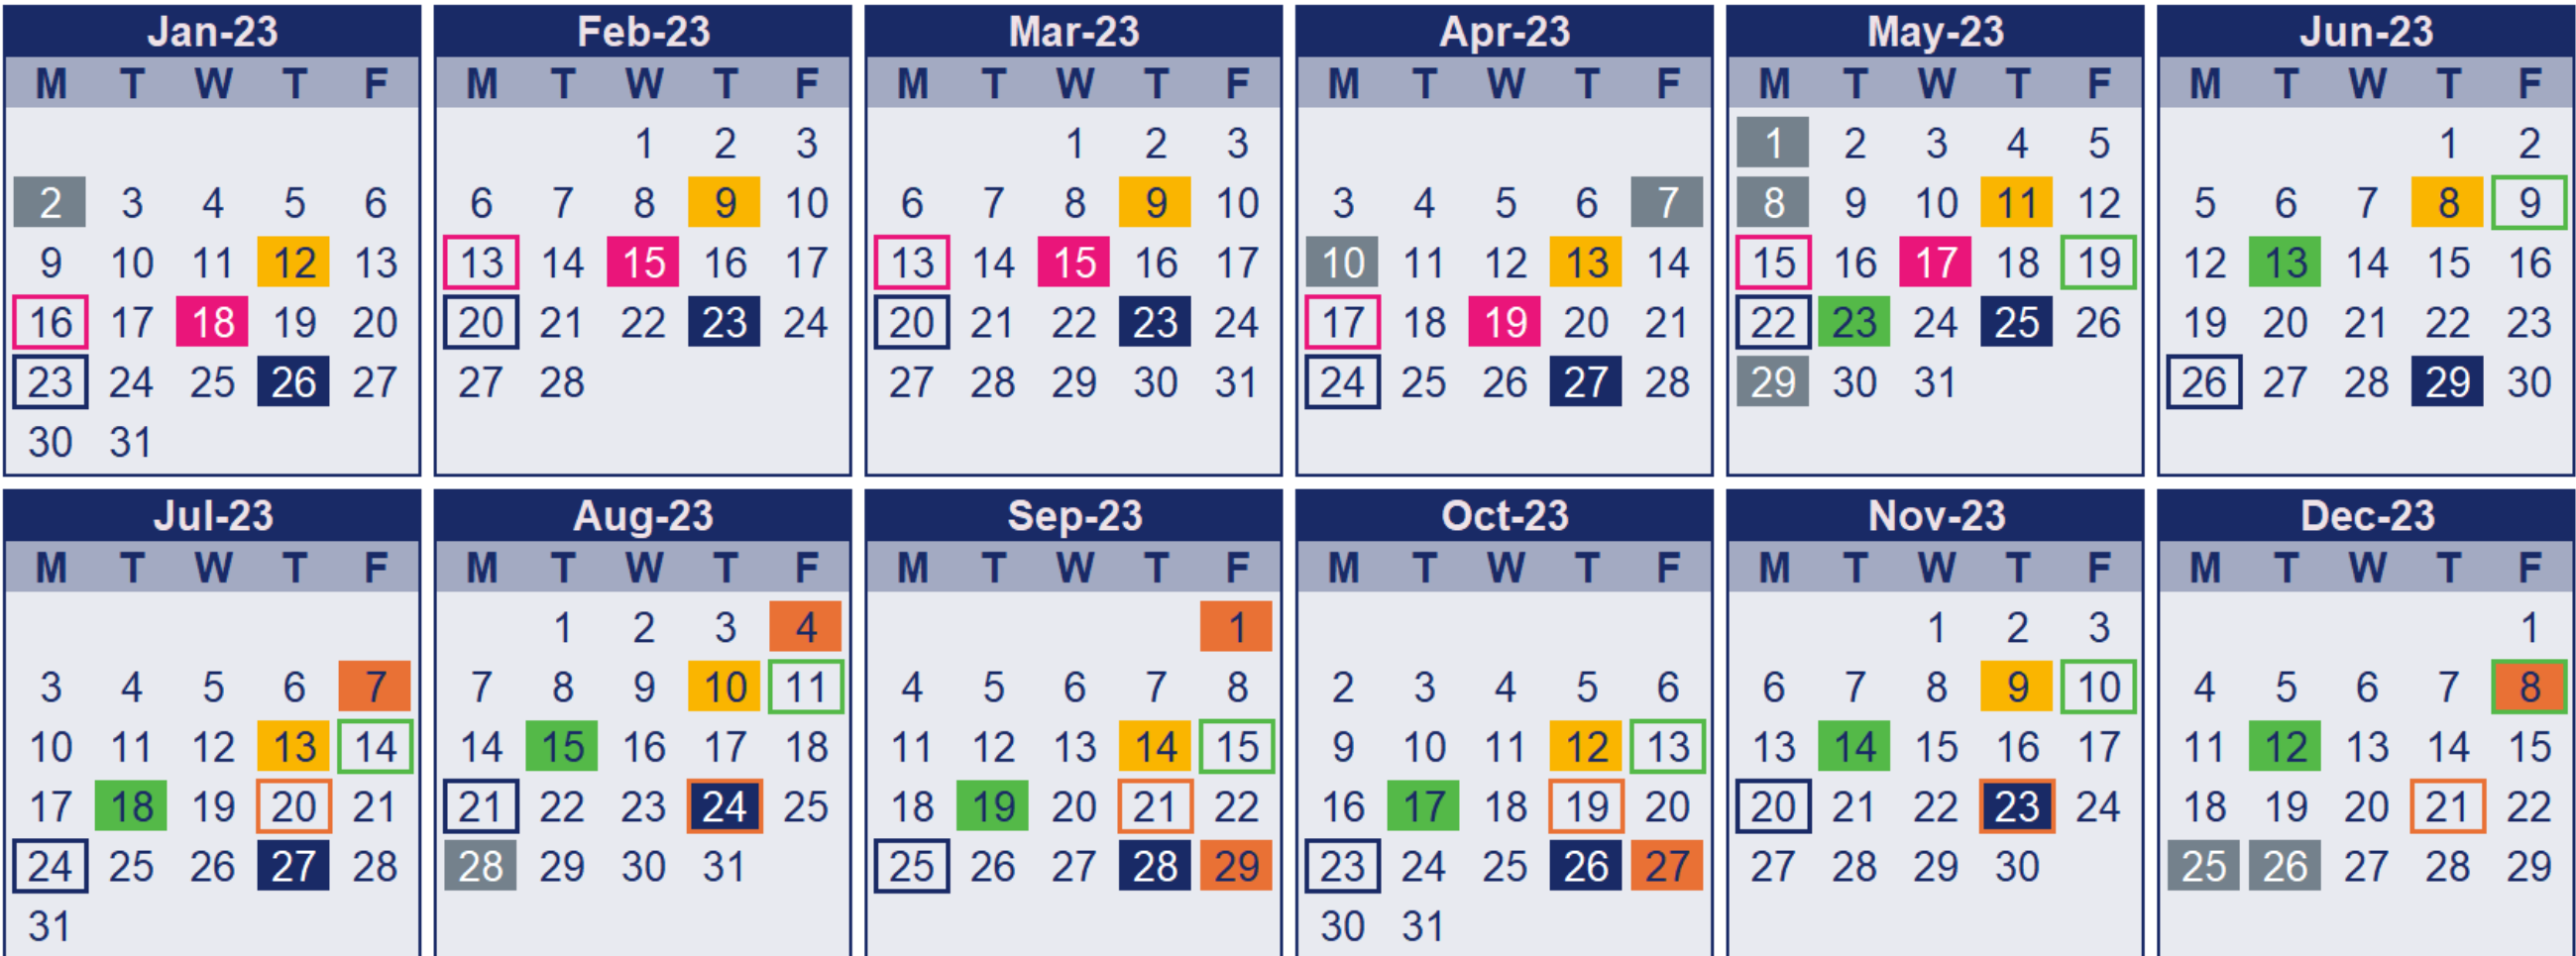 Jan-23 Feb-23 Mar-23 Apr-23 May-23 Jun-23
M T W T F M T W T F M T W T F M T W T F M T W T F M T W T F
1 2 3 1 2 3 1 2 3 4 5 1 2
2 3 4 5 6 6 7 8 9 10 6 7 8 9 10 3 4 5 6 7 8 9 10 11 12 5 6 7 8 9
9 10 11 12 13 13 14 15 16 17 13 14 15 16 17 10 11 12 13 14 15 16 17 18 19 12 13 14 15 16
16 17 18 19 20 20 21 22 23 24 20 21 22 23 24 17 18 19 20 21 22 23 24 25 26 19 20 21 22 23
23 24 25 26 27 27 28 27 28 29 30 31 24 25 26 27 28 29 30 31 26 27 28 29 30
30 31
Jul-23 Aug-23 Sep-23 Oct-23 Nov-23 Dec-23
M T W T F M T W T F M T W T F M T W T F M T W T F M T W T F
1 2 3 4 1 1 2 3 1
3 4 5 6 7 7 8 9 10 11 4 5 6 7 8 2 3 4 5 6 6 7 8 9 10 4 5 6 7 8
10 11 12 13 14 14 15 16 17 18 11 12 13 14 15 9 10 11 12 13 13 14 15 16 17 11 12 13 14 15
17 18 19 20 21 21 22 23 24 25 18 19 20 21 22 16 17 18 19 20 20 21 22 23 24 18 19 20 21 22
24 25 26 27 28 28 29 30 31 25 26 27 28 29 23 24 25 26 27 27 28 29 30 25 26 27 28 29
31 30 31